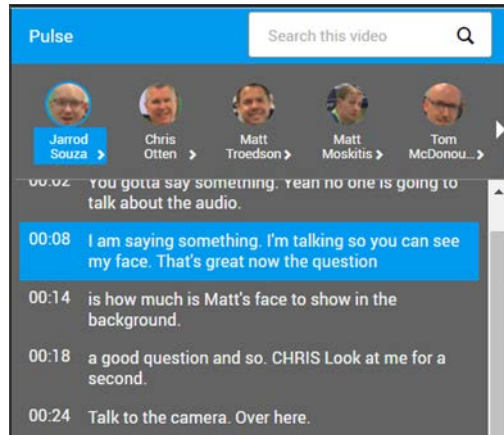 Pulse
Search this video
Jarrod
Souza >
Chris
Otten >
Matt
Troedson >
Matt
Moskitis >
Tom
McDonou... >
00:02 You gotta say something. Yeah no one is going to
talk about the audio.
00:08 I am saying something. I'm talking so you can see
my face. That's great now the question
00:14 is how much is Matt's face to show in the
background.
00:18 a good question and so. CHRIS Look at me for a
second.
00:24 Talk to the camera. Over here.